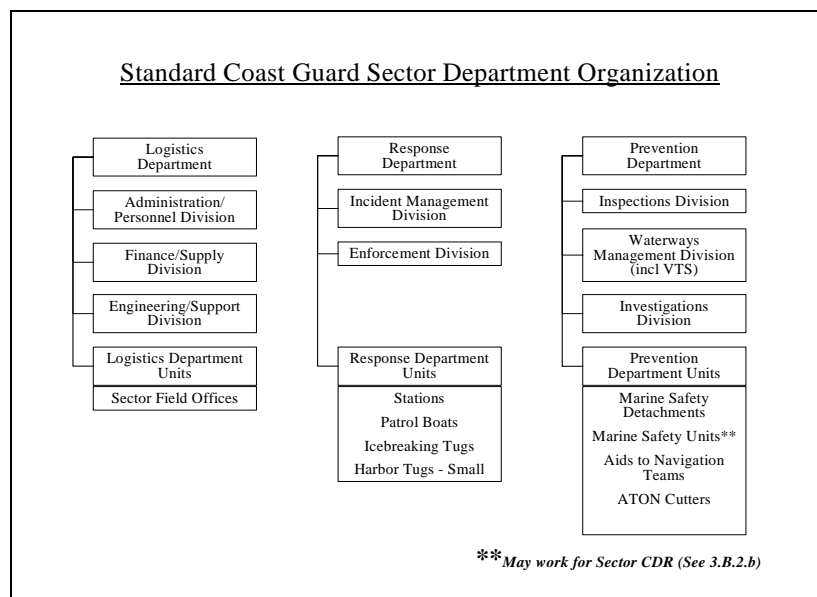 Standard Coast Guard Sector Department Organization
Logistics
Department
Administration/
Personnel Division
Finance/Supply
Division
Engineering/Support
Division
Logistics Department
Units
Sector Field Offices
Response
Department
Incident Management
Division
Enforcement Division
Response Department
Units
Stations
Patrol Boats
Icebreaking Tugs
Harbor Tugs - Small
Prevention
Department
Inspections Division
Waterways
Management Division
(incl VTS)
Investigations
Division
Prevention
Department Units
Marine Safety
Detachments
Marine Safety Units**
Aids to Navigation
Teams
ATON Cutters
**May work for Sector CDR (See 3.B.2.b)